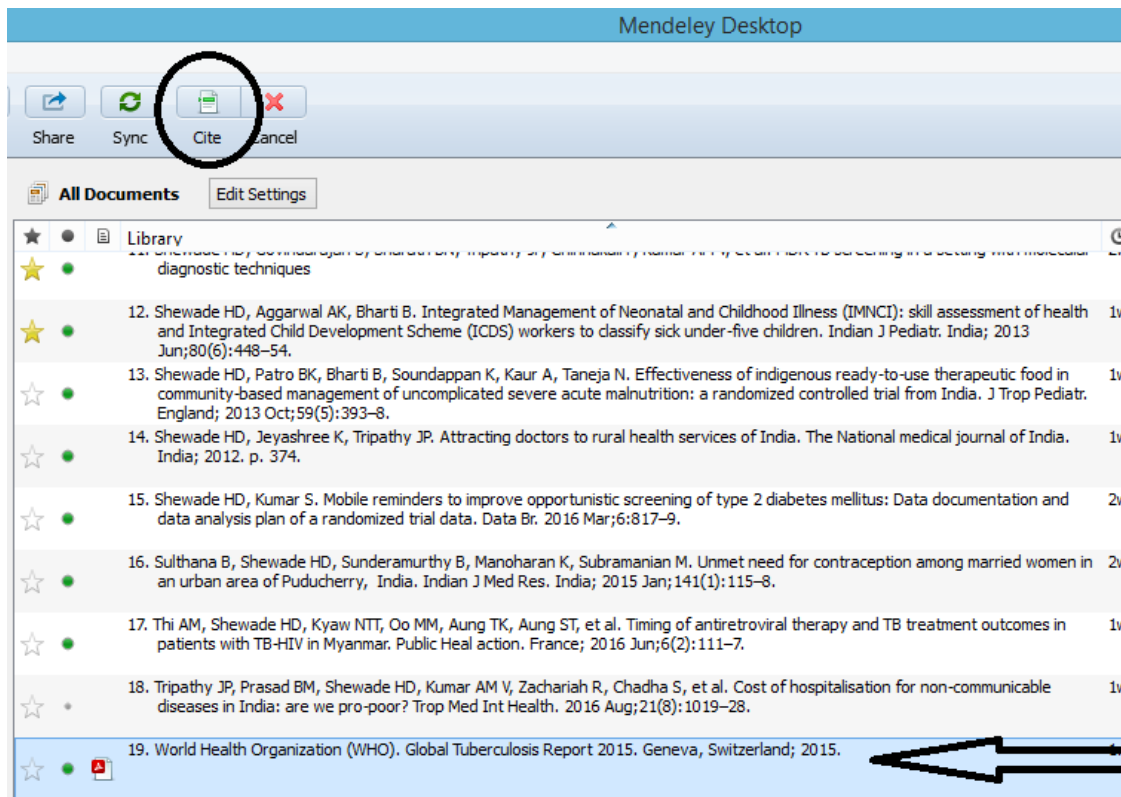 Mendeley Desktop
Share Sync Cite Cancel
All Documents Edit Settings
Library
diagnostic techniques
12. Shewade HD, Aggarwal AK, Bharti B. Integrated Management of Neonatal and Childhood Illness (IMNCI): skill assessment of health
and Integrated Child Development Scheme (ICDS) workers to classify sick under-five children. Indian J Pediatr. India; 2013
Jun;80(6):448–54.
13. Shewade HD, Patro BK, Bharti B, Soundappan K, Kaur A, Taneja N. Effectiveness of indigenous ready-to-use therapeutic food in
community-based management of uncomplicated severe acute malnutrition: a randomized controlled trial from India. J Trop Pediatr.
England; 2013 Oct;59(5):393–8.
14. Shewade HD, Jeyashree K, Tripathy JP. Attracting doctors to rural health services of India. The National medical journal of India.
India; 2012. p. 374.
15. Shewade HD, Kumar S. Mobile reminders to improve opportunistic screening of type 2 diabetes mellitus: Data documentation and
data analysis plan of a randomized trial data. Data Br. 2016 Mar;6:817–9.
16. Sulthana B, Shewade HD, Sunderamurthy B, Manoharan K, Subramanian M. Unmet need for contraception among married women in
an urban area of Puducherry, India. Indian J Med Res. India; 2015 Jan;141(1):115–8.
17. Thi AM, Shewade HD, Kyaw NTT, Oo MM, Aung TK, Aung ST, et al. Timing of antiretroviral therapy and TB treatment outcomes in
patients with TB-HIV in Myanmar. Public Heal action. France; 2016 Jun;6(2):111–7.
18. Tripathy JP, Prasad BM, Shewade HD, Kumar AM V, Zachariah R, Chadha S, et al. Cost of hospitalisation for non-communicable
diseases in India: are we pro-poor? Trop Med Int Health. 2016 Aug;21(8):1019–28.
19. World Health Organization (WHO). Global Tuberculosis Report 2015. Geneva, Switzerland; 2015.